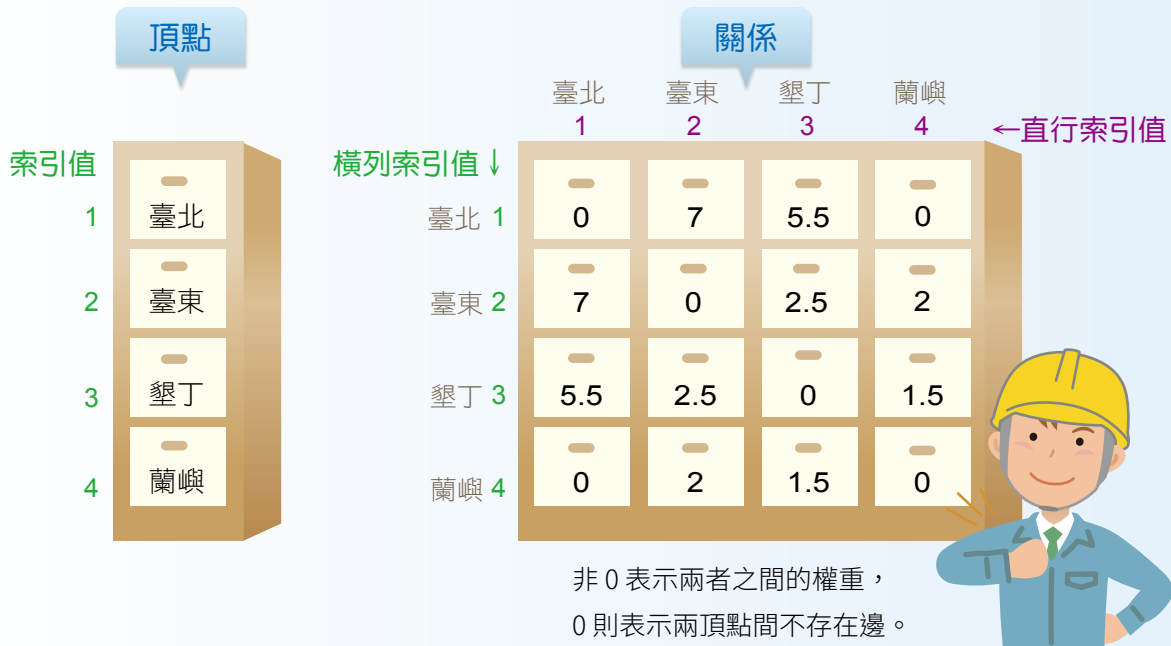 頂點
關係
臺北 臺東 墾丁 蘭嶼
1 2 3 4 ←直行索引值
索引值
橫列索引值↓
1 臺北
2 臺東
3 墾丁
4 蘭嶼
臺北 1 0 7 5.5 0
臺東 2 7 0 2.5 2
墾丁 3 5.5 2.5 0 1.5
蘭嶼 4 0 2 1.5 0
非 0 表示兩者之間的權重，
0 則表示兩頂點間不存在邊。